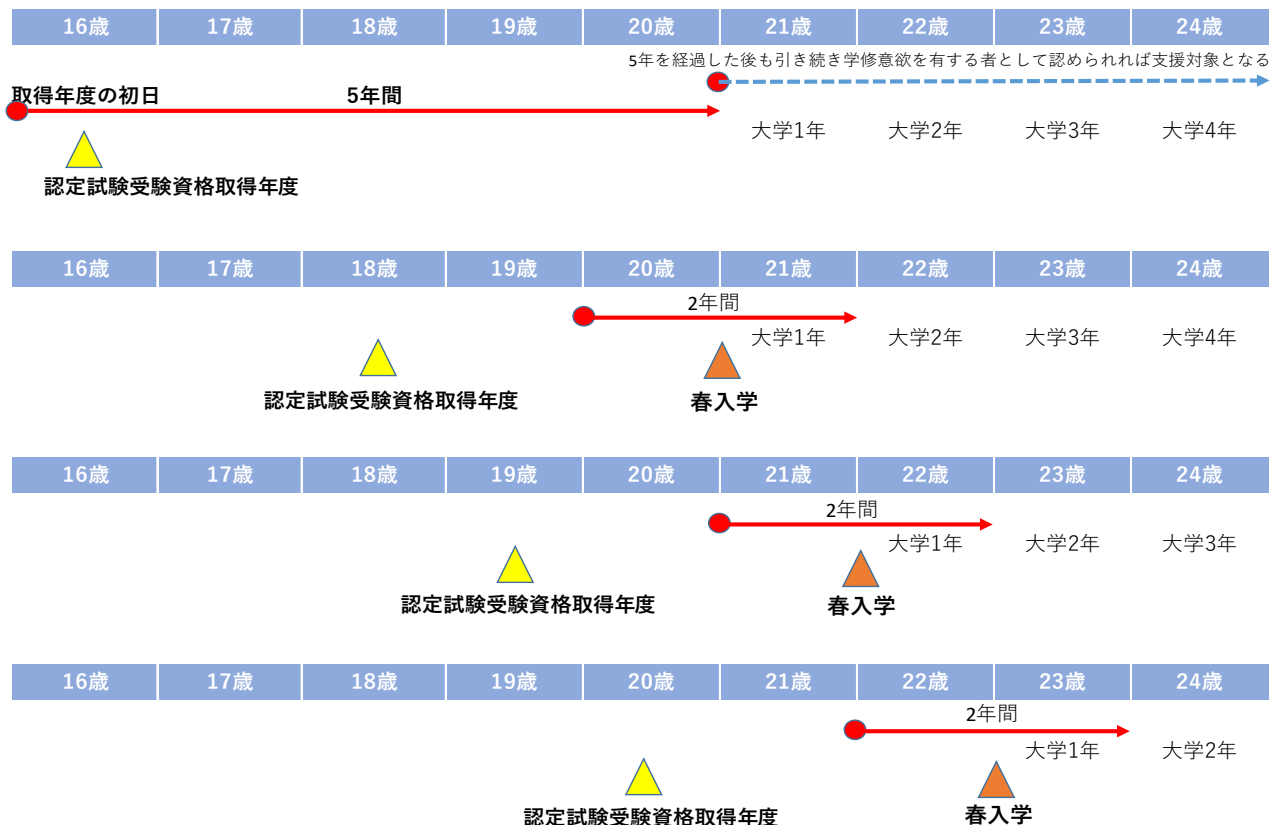 16歳 17歳 18歳 19歳 20歳 21歳 22歳 23歳 24歳
5年を経過した後も引き続き学修意欲を有する者として認められれば支援対象となる
取得年度の初日 5年間
大学1年 大学2年 大学3年 大学4年
認定試験受験資格取得年度
16歳 17歳 18歳 19歳 20歳 21歳 22歳 23歳 24歳
2年間
大学1年 大学2年 大学3年 大学4年
認定試験受験資格取得年度 春入学
16歳 17歳 18歳 19歳 20歳 21歳 22歳 23歳 24歳
2年間
大学1年 大学2年 大学3年
認定試験受験資格取得年度 春入学
16歳 17歳 18歳 19歳 20歳 21歳 22歳 23歳 24歳
2年間
大学1年 大学2年
認定試験受験資格取得年度 春入学